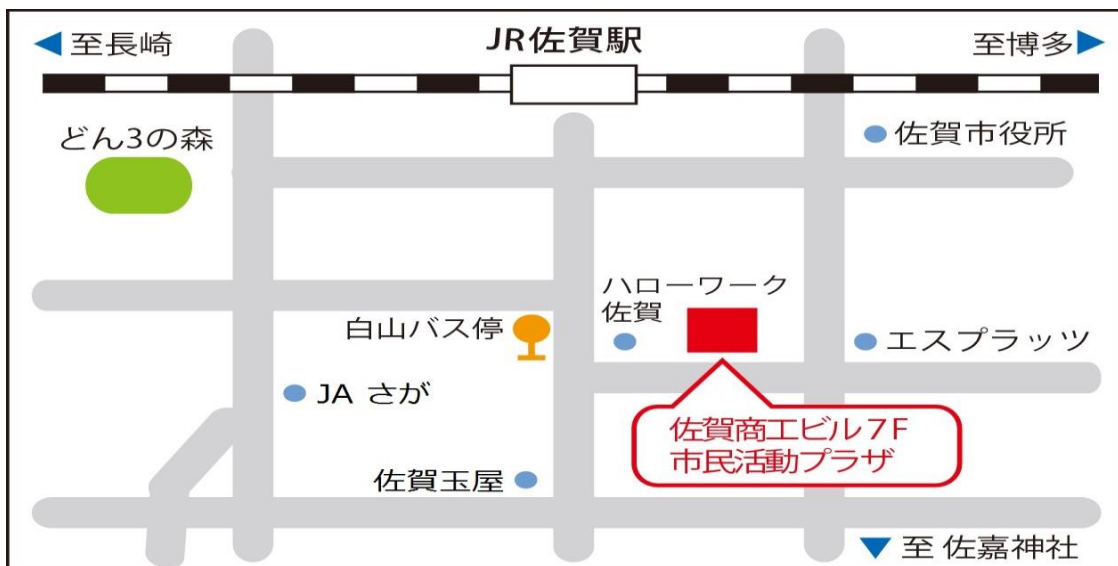 至長崎
JR佐賀駅
至博多
どん3の森
佐賀市役所
ハローワーク
佐賀
白山バス停
エスプラッツ
JA さが
佐賀商工ビル7F
市民活動プラザ
佐賀玉屋
至 佐嘉神社